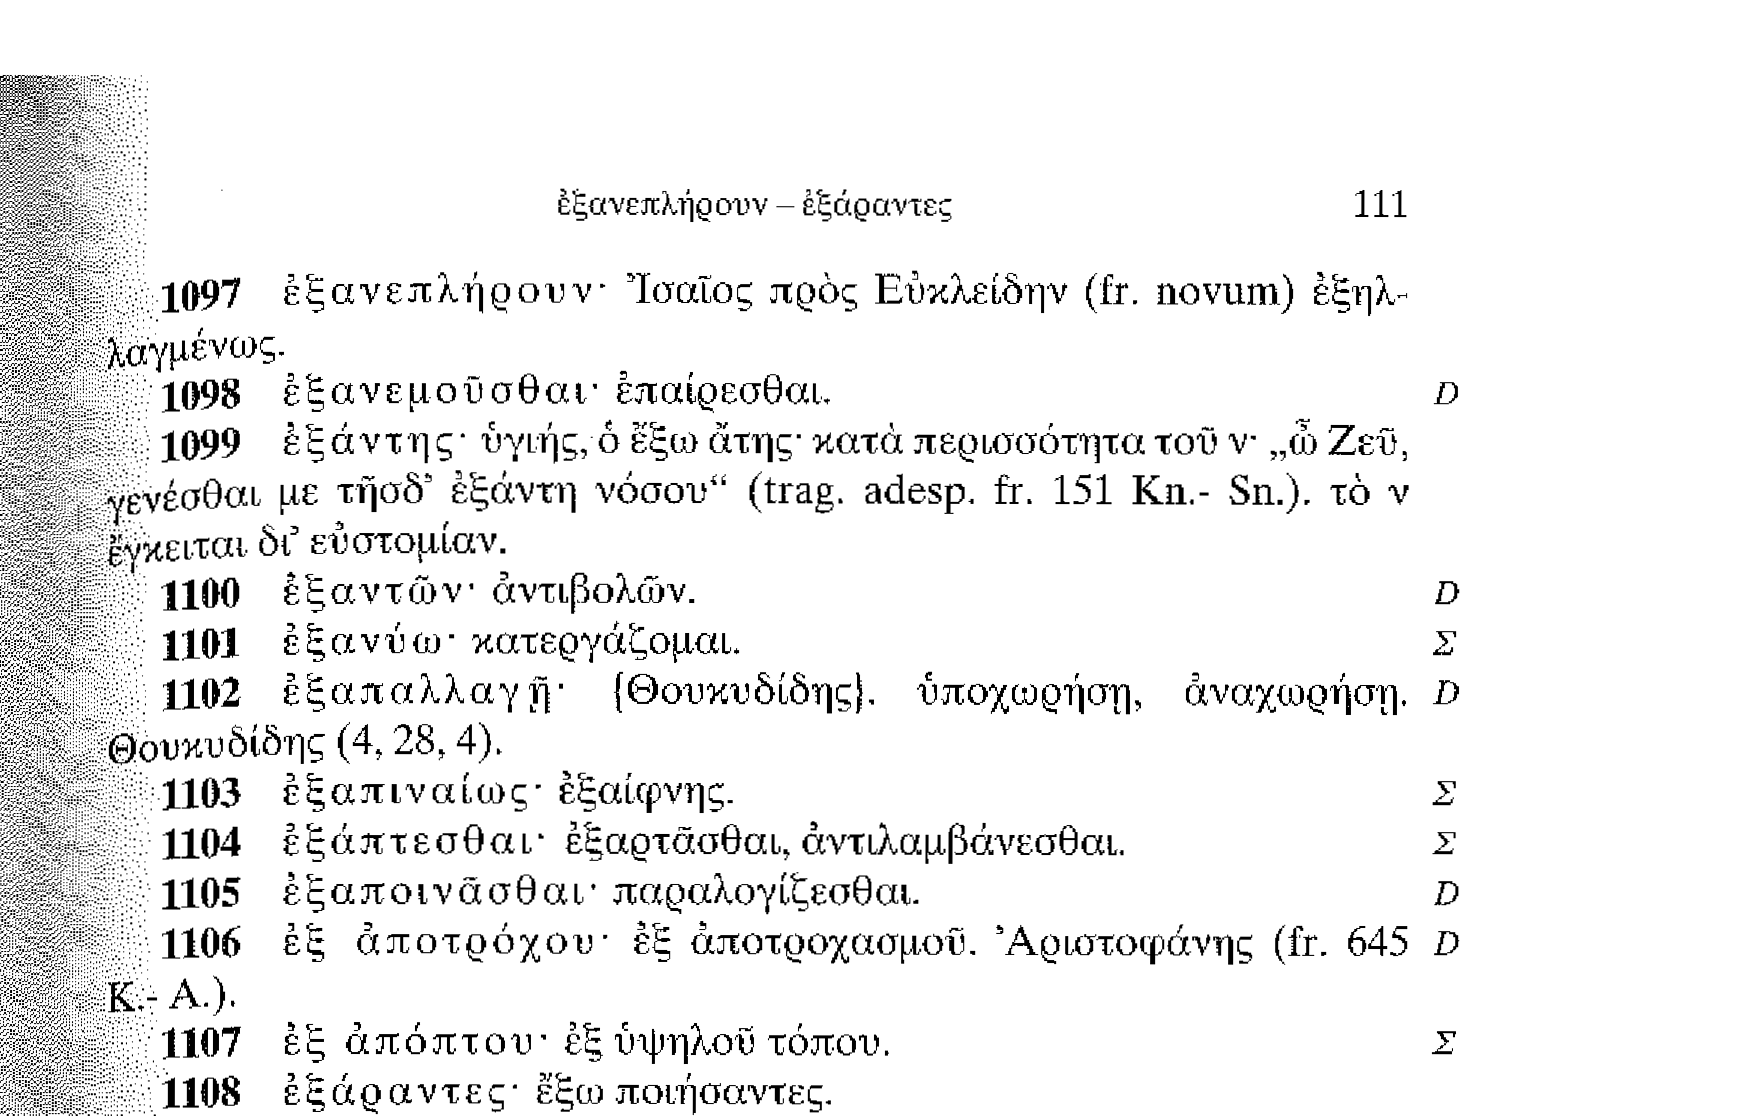 ἐξανεπλήρουν – ἐξάραντες 111
1097 ἐξανεπλήρουν· Ἰσαῖος πρὸς Εὐκλείδην (fr. novum) ἐξηλ-
λαγμένως.
1098 ἐξανεμοῦσθαι· ἐπαίρεσθαι. D
1099 ἐξάντης· ὑγιής, ὁ ἔξω ἄτης· κατὰ περισσότητα τοῦ ν· „ὦ Ζεῦ,
γενέσθαι με τῆσδ’ ἐξάντη νόσου“ (trag. adesp. fr. 151 Kn.- Sn.). τὸ ν
ἔγκειται δι’ εὐστομίαν.
1100 ἐξαντῶν· ἀντιβολῶν. D
1101 ἐξανύω· κατεργάζομαι. Σ
1102 ἐξαπαλλαγῇ· {Θουκυδίδης}. ὑποχωρήσῃ, ἀναχωρήσῃ. D
Θουκυδίδης (4, 28, 4).
1103 ἐξαπιναίως· ἐξαίφνης. Σ
1104 ἐξάπτεσθαι· ἐξαρτᾶσθαι, ἀντιλαμβάνεσθαι. Σ
1105 ἐξαποινᾶσθαι· παραλογίζεσθαι. D
1106 ἐξ ἀποτρόχου· ἐξ ἀποτροχασμοῦ. Ἀριστοφάνης (fr. 645 D
K.- A.).
1107 ἐξ ἀπόπτου· ἐξ ὑψηλοῦ τόπου. Σ
1108 ἐξάραντες· ἔξω ποιήσαντες.